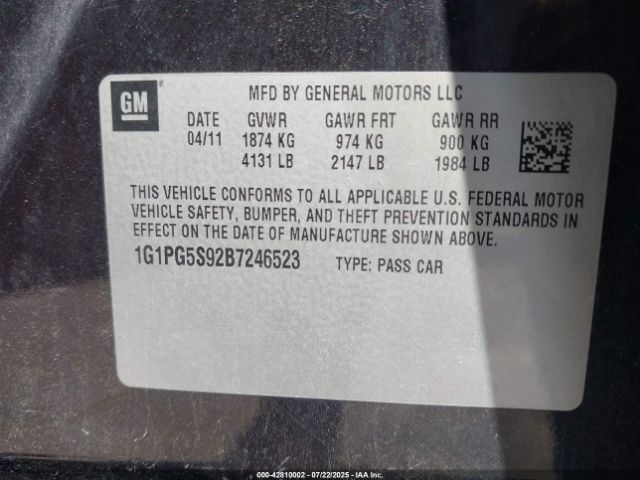 GM
®
MFD BY GENERAL MOTORS LLC
DATE GVWR GAWR FRT GAWR RR
04/11 1874 KG 974 KG 900 KG
4131 LB 2147 LB 1984 LB
THIS VEHICLE CONFORMS TO ALL APPLICABLE U.S. FEDERAL MOTOR
VEHICLE SAFETY, BUMPER, AND THEFT PREVENTION STANDARDS IN
EFFECT ON THE DATE OF MANUFACTURE SHOWN ABOVE.
1G1PG5S92B7246523 TYPE: PASS CAR
000-42810002 - 07/22/2025 - IAAI.COM